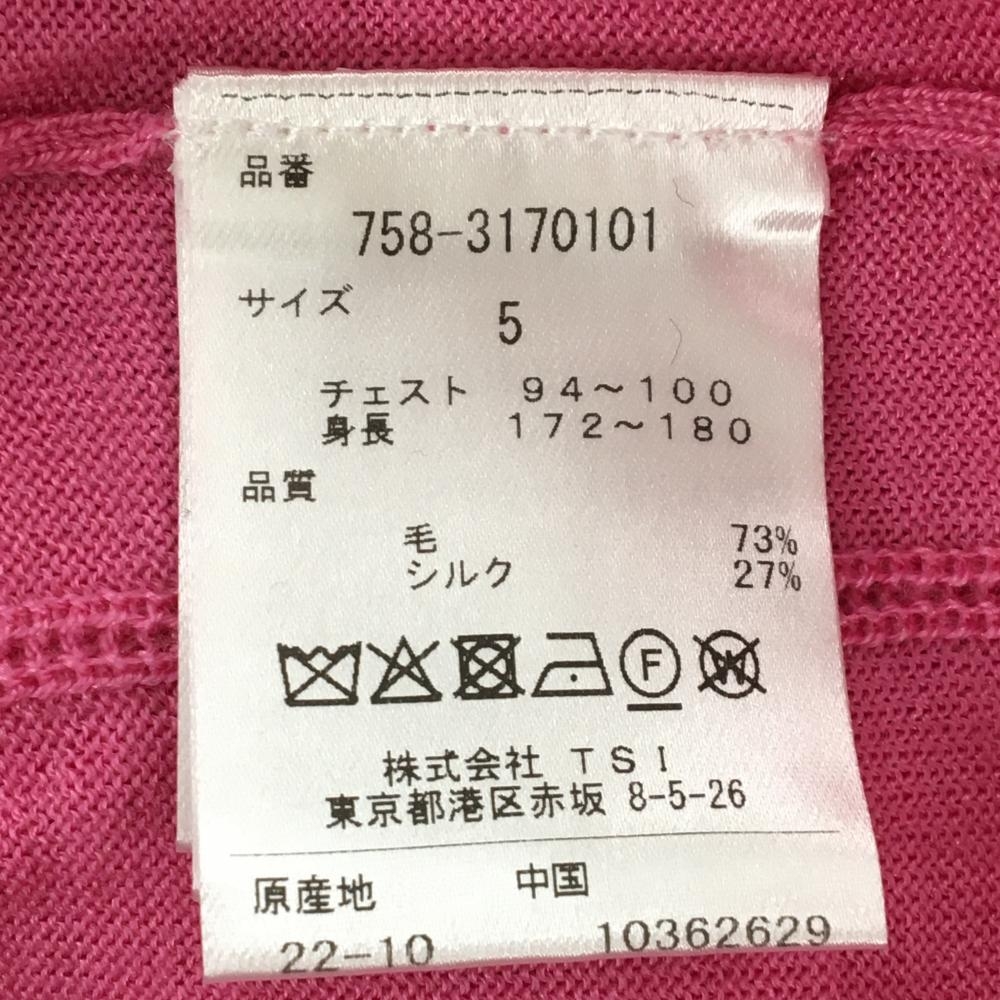 品番
758-3170101
サイズ
5
チェスト 94～100
身長 172～180
品質
毛 73%
シルク 27%
F W
株式会社 TSI
東京都港区赤坂 8-5-26
原産地 中国
22-10 10362629